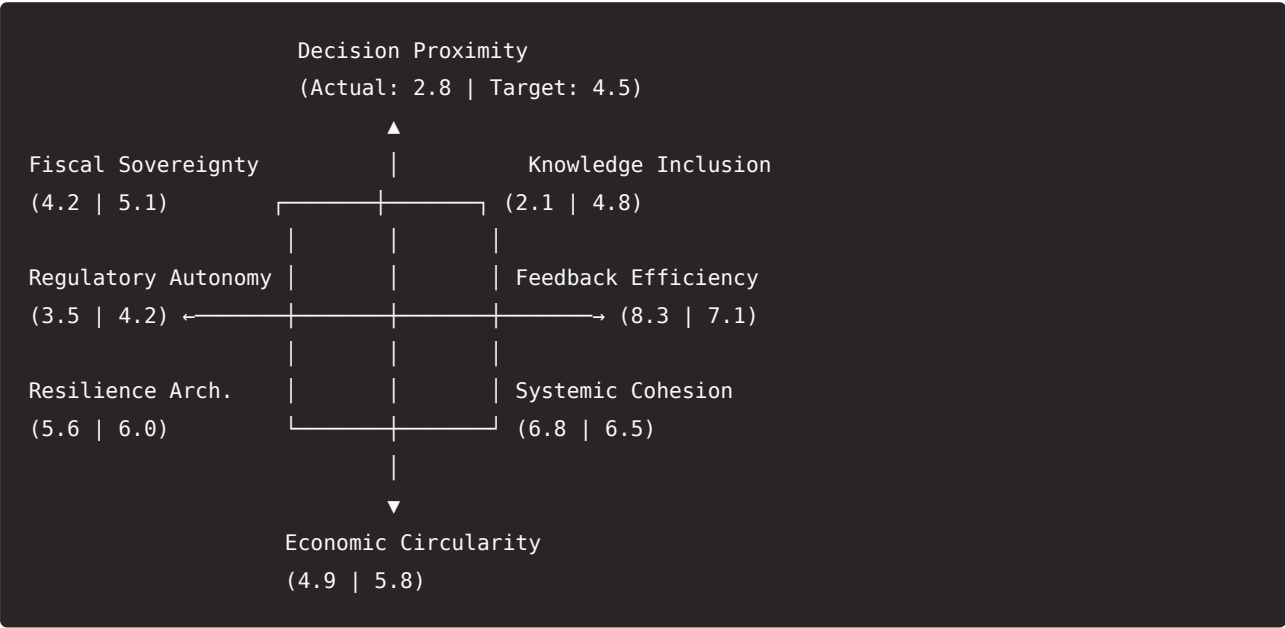 Decision Proximity
(Actual: 2.8 | Target: 4.5)
Fiscal Sovereignty Knowledge Inclusion
(4.2 | 5.1) (2.1 | 4.8)
Regulatory Autonomy Feedback Efficiency
(3.5 | 4.2) (8.3 | 7.1)
Resilience Arch. Systemic Cohesion
(5.6 | 6.0) (6.8 | 6.5)
Economic Circularity
(4.9 | 5.8)